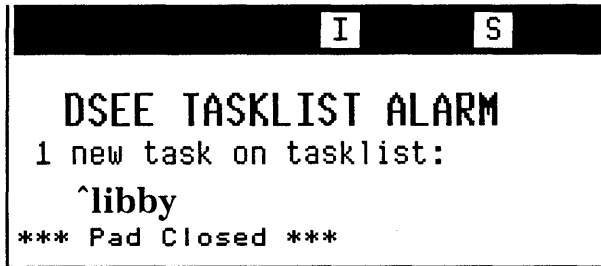 I S
DSEE TASKLIST ALARM
1 new task on tasklist:
^libby
*** Pad Closed ***